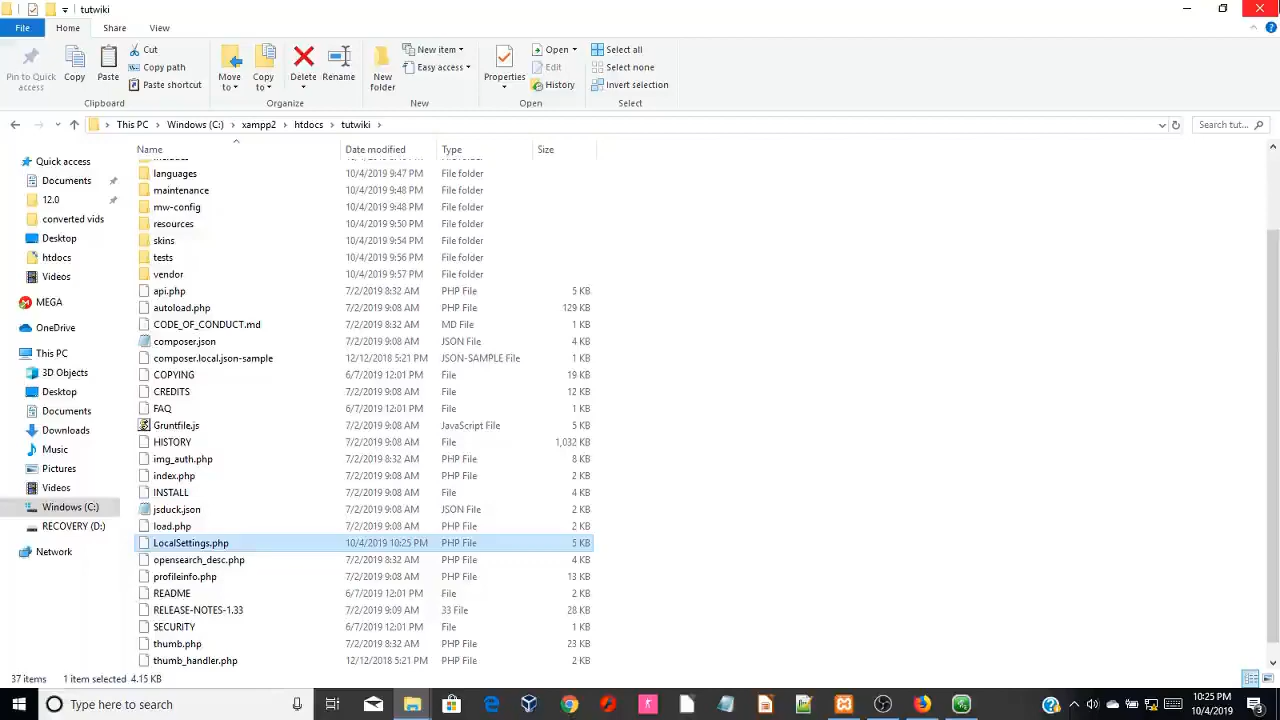 tutwiki
File Home Share View
Pin to Quick access
Copy
Paste
Cut
Copy path
Paste shortcut
Clipboard
Move to
Copy to
Delete
Rename
Organize
New folder
New item
Easy access
New
Properties
Open
Edit
History
Open
Select all
Select none
Invert selection
Select
This PC > Windows (C:) > xampp2 > htdocs > tutwiki >
Search tut...
Quick access
Documents
12.0
converted vids
Desktop
htdocs
Videos
MEGA
OneDrive
This PC
3D Objects
Desktop
Documents
Downloads
Music
Pictures
Videos
Windows (C:)
RECOVERY (D:)
Network
Name Date modified Type Size
languages 10/4/2019 9:47 PM File folder
maintenance 10/4/2019 9:48 PM File folder
mw-config 10/4/2019 9:48 PM File folder
resources 10/4/2019 9:50 PM File folder
skins 10/4/2019 9:54 PM File folder
tests 10/4/2019 9:56 PM File folder
vendor 10/4/2019 9:57 PM File folder
api.php 7/2/2019 8:32 AM PHP File 5 KB
autoload.php 7/2/2019 9:08 AM PHP File 129 KB
CODE_OF_CONDUCT.md 7/2/2019 8:32 AM MD File 1 KB
composer.json 7/2/2019 9:08 AM JSON File 4 KB
composer.local.json-sample 12/12/2018 5:21 PM JSON-SAMPLE File 1 KB
COPYING 6/7/2019 12:01 PM File 19 KB
CREDITS 7/2/2019 9:08 AM File 12 KB
FAQ 6/7/2019 12:01 PM File 1 KB
Gruntfile.js 7/2/2019 9:08 AM JavaScript File 5 KB
HISTORY 7/2/2019 9:08 AM File 1,032 KB
img_auth.php 7/2/2019 8:32 AM PHP File 8 KB
index.php 7/2/2019 9:08 AM PHP File 2 KB
INSTALL 7/2/2019 9:08 AM File 4 KB
jsduck.json 7/2/2019 9:08 AM JSON File 2 KB
load.php 7/2/2019 9:08 AM PHP File 2 KB
LocalSettings.php 10/4/2019 10:25 PM PHP File 5 KB
opensearch_desc.php 7/2/2019 8:32 AM PHP File 4 KB
profileinfo.php 7/2/2019 9:08 AM PHP File 13 KB
README 6/7/2019 12:01 PM File 2 KB
RELEASE-NOTES-1.33 7/2/2019 9:09 AM 33 File 28 KB
SECURITY 6/7/2019 12:01 PM File 1 KB
thumb.php 7/2/2019 8:32 AM PHP File 23 KB
thumb_handler.php 12/12/2018 5:21 PM PHP File 2 KB
37 items 1 item selected 4.15 KB
Type here to search
10:25 PM
10/4/2019